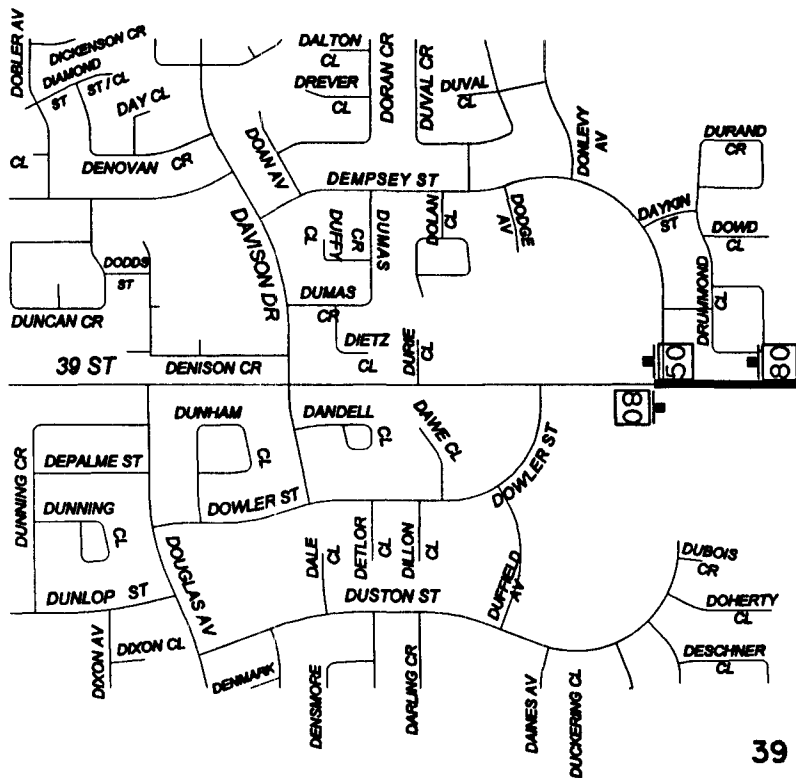 DOBLER AV
DICKENSON CR
DIAMOND
ST
ST / CL
DAY CL
CL
DENOVAN CR
DALTON
CL
DREVER
CL
DORAN CR
DUVAL CR
DUVAL
CL
DOAN AV
DEMPSEY ST
DONLEVY
AV
DURAND
CR
DAYKIN
ST
DOWD
CL
DODGE
AV
DOLAN
CL
DUMAS
CR
DUFFY
CL
DAVISON DR
DODDS
ST
DUNCAN CR
DUMAS
CR
DIETZ
CL
DURIE
CL
DRUMMOND
CL
39 ST
DENISON CR
50
80
80
DUNHAM
CL
DANDELL
CL
DAWE CL
DOWLER ST
DUNNING CR
DEPALME ST
DUNNING
CL
DOWLER ST
DALE
CL
DETLOR
CL
DILLON
CL
DUFFIELD
AV
DUBOIS
CR
DUNLOP ST
DOUGLAS AV
DUSTON ST
DOHERTY
CL
DIXON AV
DIXON CL
DENMARK
DENSMORE
DARLING CR
DAINES AV
DUCKERING CL
DESCHNER
CL
39